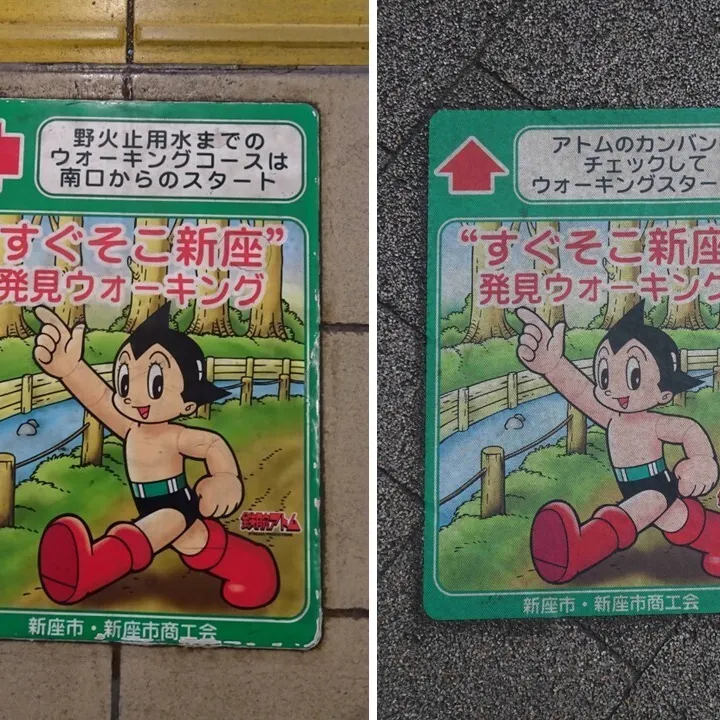 野火止用水までの
ウォーキングコースは
南口からのスタート
“すぐそこ新座”
発見ウォーキング
鉄腕アトム
新座市・新座市商工会
アトムのカンバン
チェックして
ウォーキングスター
“すぐそこ新座
発見ウォーキング
新座市・新座市商工会